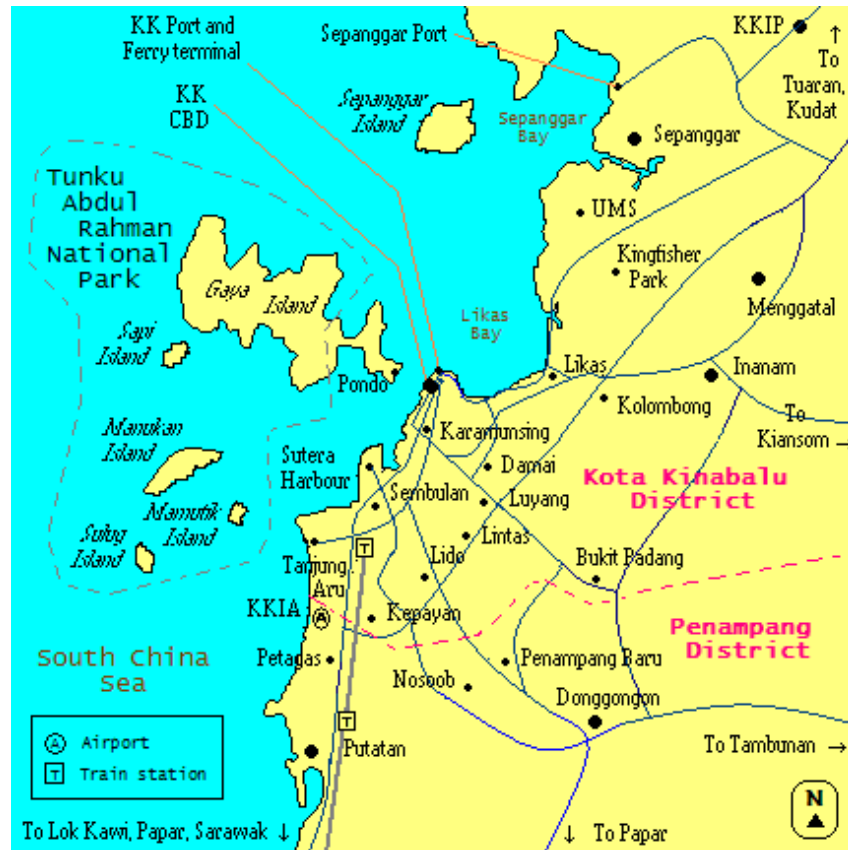 KK Port and
Ferry terminal
Sepanggar Port
KKIP
↑
To
Tuaran,
Kudat
KK
CBD
Sepanggar
Island
Sepanggar
Bay
Sepanggar
Tunku
Abdul
Rahman
National
Park
UMS
Kingfisher
Park
Gaya
Island
Menggatal
Likas
Bay
Sapi
Island
Pondo
Likas
Inanam
Kolombong
To
Kiansom →
Manukan
Island
Karamunsing
Sutera
Harbour
Damai
Kota Kinabalu
District
Sembulan
Luyang
Mamutik
Island
Sulug
Island
Lintas
Tanjung
Aru
T
Lido
Bukit Padang
KKIA
A
Kepayan
Penampang
District
South China
Sea
Petagas
Penampang Baru
Nosoob
Donggongon
T
Putatan
To Tambunan →
A Airport
T Train station
N
To Lok Kawi, Papar, Sarawak ↓
↓ To Papar